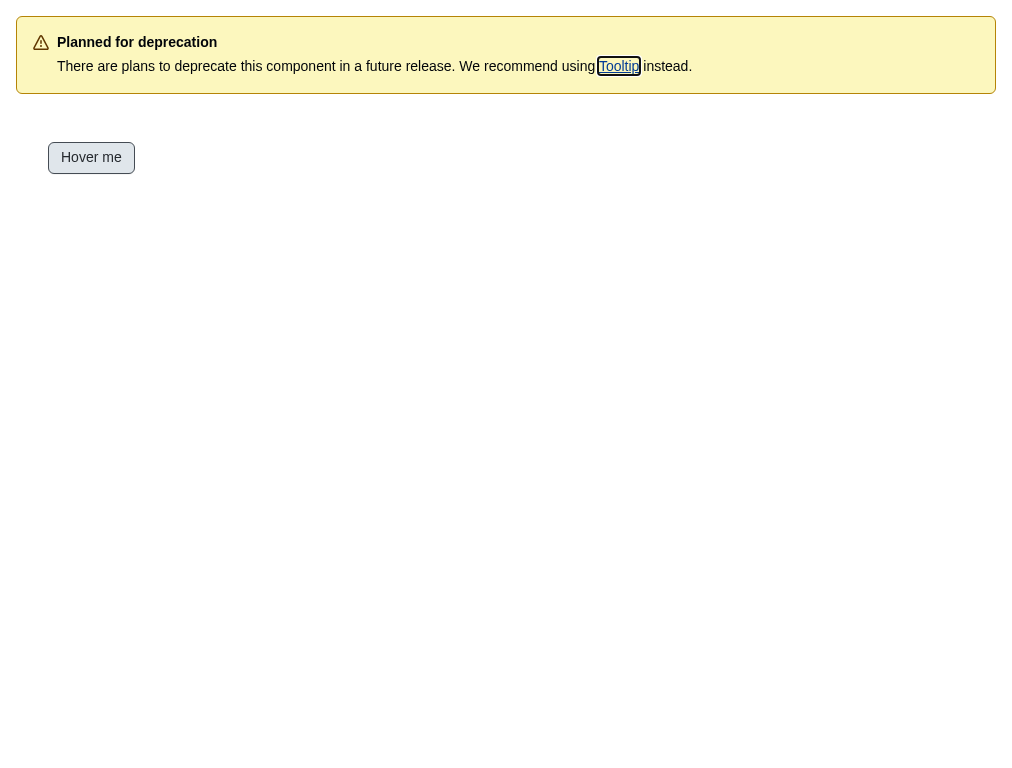 Planned for deprecation
There are plans to deprecate this component in a future release. We recommend using Tooltip instead.
Hover me